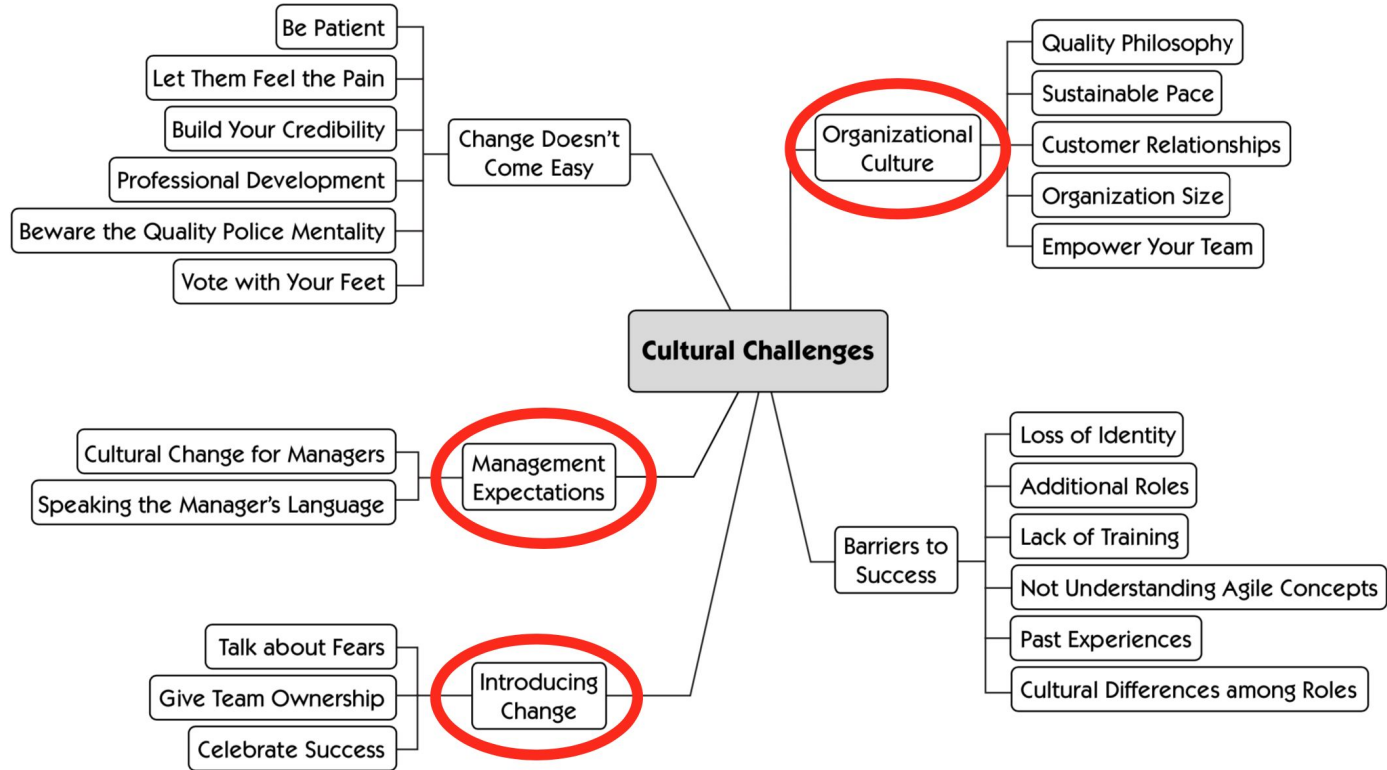 Be Patient
Let Them Feel the Pain
Build Your Credibility
Professional Development
Beware the Quality Police Mentality
Vote with Your Feet
Change Doesn't
Come Easy
Organizational
Culture
Quality Philosophy
Sustainable Pace
Customer Relationships
Organization Size
Empower Your Team
Cultural Challenges
Cultural Change for Managers
Speaking the Manager's Language
Management
Expectations
Talk about Fears
Give Team Ownership
Celebrate Success
Introducing
Change
Barriers to
Success
Loss of Identity
Additional Roles
Lack of Training
Not Understanding Agile Concepts
Past Experiences
Cultural Differences among Roles